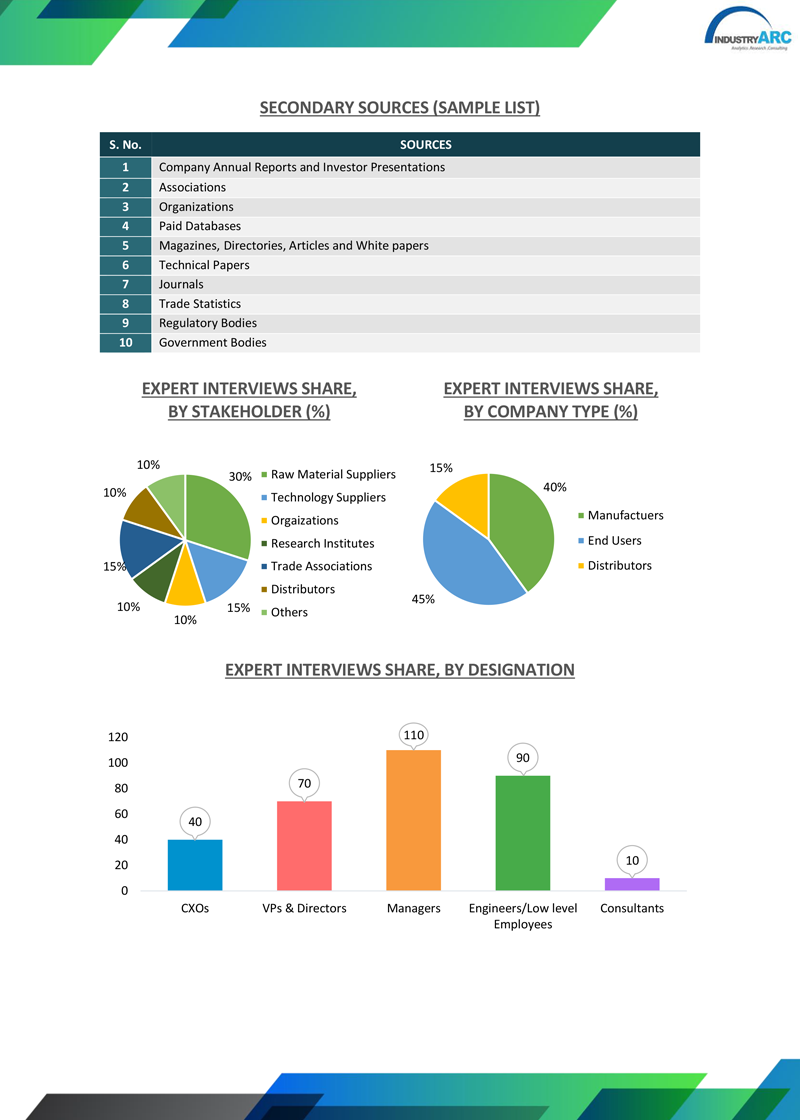 INDUSTRYARC
Analytics. Research. Consulting
SECONDARY SOURCES (SAMPLE LIST)
S. No. SOURCES
1 Company Annual Reports and Investor Presentations
2 Associations
3 Organizations
4 Paid Databases
5 Magazines, Directories, Articles and White papers
6 Technical Papers
7 Journals
8 Trade Statistics
9 Regulatory Bodies
10 Government Bodies
EXPERT INTERVIEWS SHARE,
BY STAKEHOLDER (%)
10%
30%
10%
15%
10%
10%
15%
Raw Material Suppliers
Technology Suppliers
Orgaizations
Research Institutes
Trade Associations
Distributors
Others
EXPERT INTERVIEWS SHARE,
BY COMPANY TYPE (%)
15%
40%
45%
Manufactuers
End Users
Distributors
EXPERT INTERVIEWS SHARE, BY DESIGNATION
120
100
80
60
40
20
0
40
70
110
90
10
CXOs
VPs & Directors
Managers
Engineers/Low level
Employees
Consultants